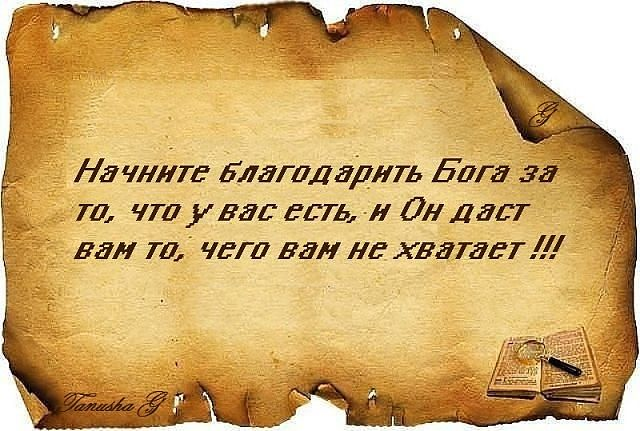 G
Начните благодарить Бога за
то, что у вас есть, и Он даст
вам то, чего вам не хватает !!!
Tanusha G